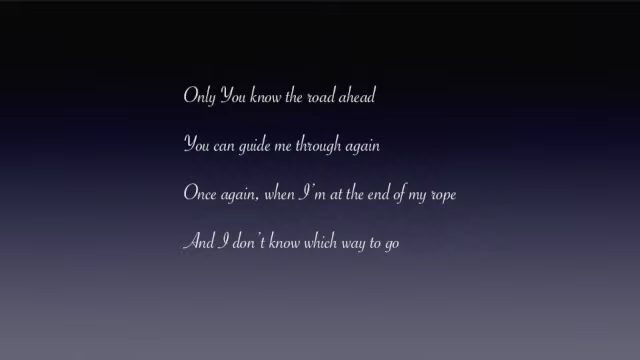 Only You know the road ahead
You can guide me through again
Once again, when I'm at the end of my rope
And I don't know which way to go